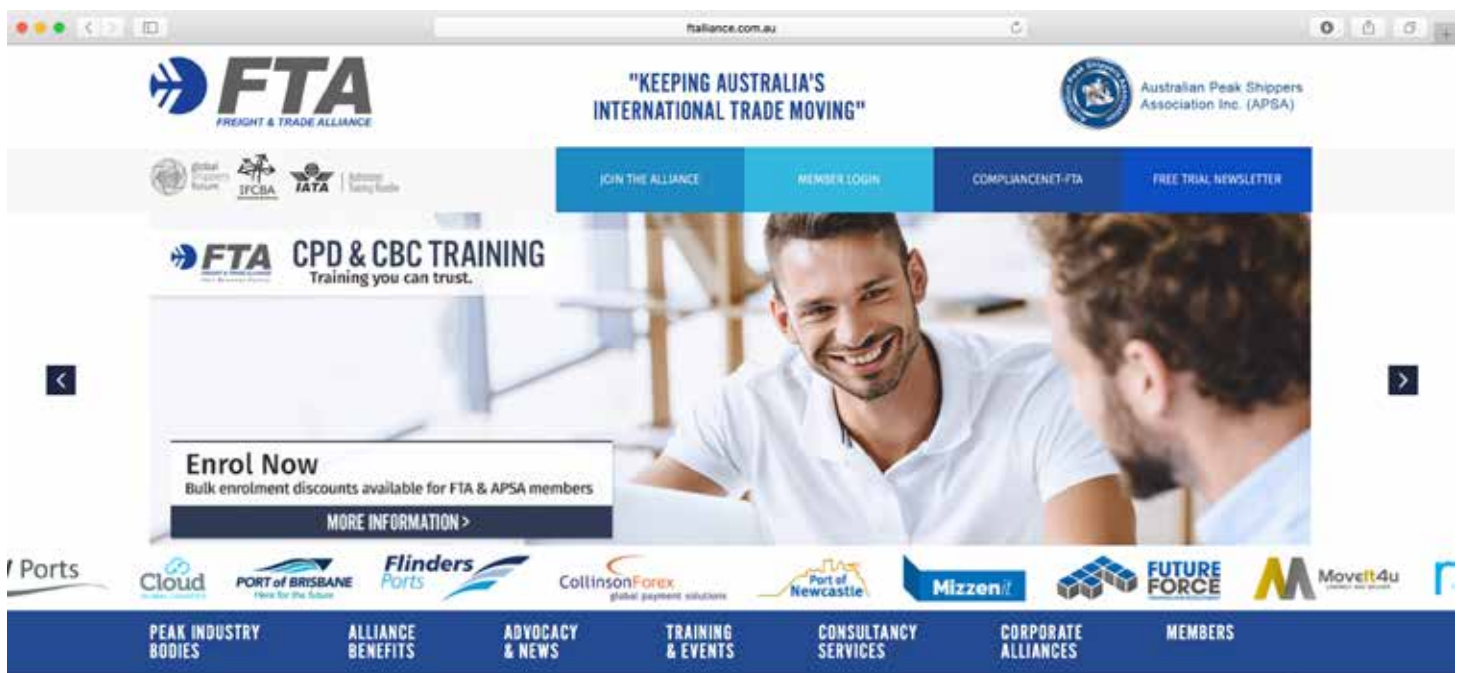 ftalliance.com.au
FTA
FREIGHT & TRADE ALLIANCE
"KEEPING AUSTRALIA'S
INTERNATIONAL TRADE MOVING"
Australian Peak Shippers
Association Inc. (APSA)
global
shippers
forum
IFCBA
IATA
JOIN THE ALLIANCE
MEMBER LOGIN
COMPLIANCENET-FTA
FREE TRIAL NEWSLETTER
FTA
CPD & CBC TRAINING
Training you can trust.
Enrol Now
Bulk enrolment discounts available for FTA & APSA members
MORE INFORMATION >
Ports
Cloud
PORT of BRISBANE
Here for the future
Flinders
Ports
CollinsonForex
global payment solutions
Port of
Newcastle
Mizzenit
FUTURE
FORCE
MoveIt4u
PEAK INDUSTRY
BODIES
ALLIANCE
BENEFITS
ADVOCACY
& NEWS
TRAINING
& EVENTS
CONSULTANCY
SERVICES
CORPORATE
ALLIANCES
MEMBERS